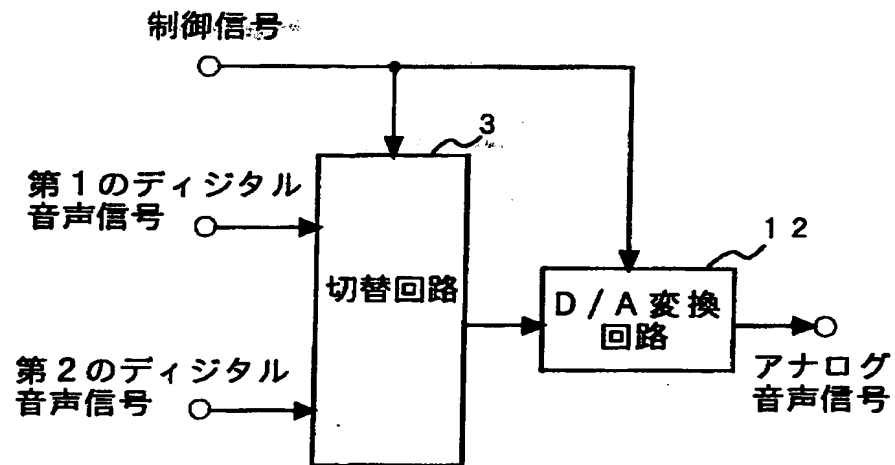 制御信号
3
第1のディジタル
音声信号
切替回路
12
D/A変換
回路
第2のディジタル
音声信号
アナログ
音声信号